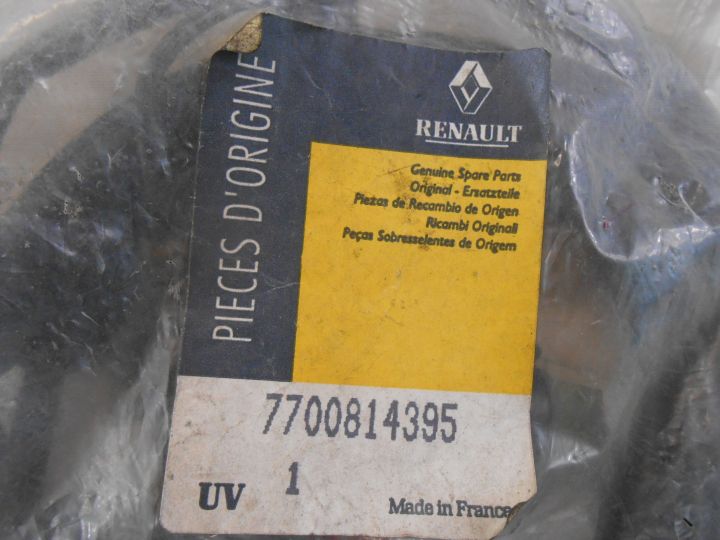 PIECES D'ORIGINE
RENAULT
Genuine Spare Parts
Original - Ersatzteile
Piezas de Recambio de Origen
Ricambi Originali
Peças Sobresselentes de Origem
7700814395
UV 1
Made in France